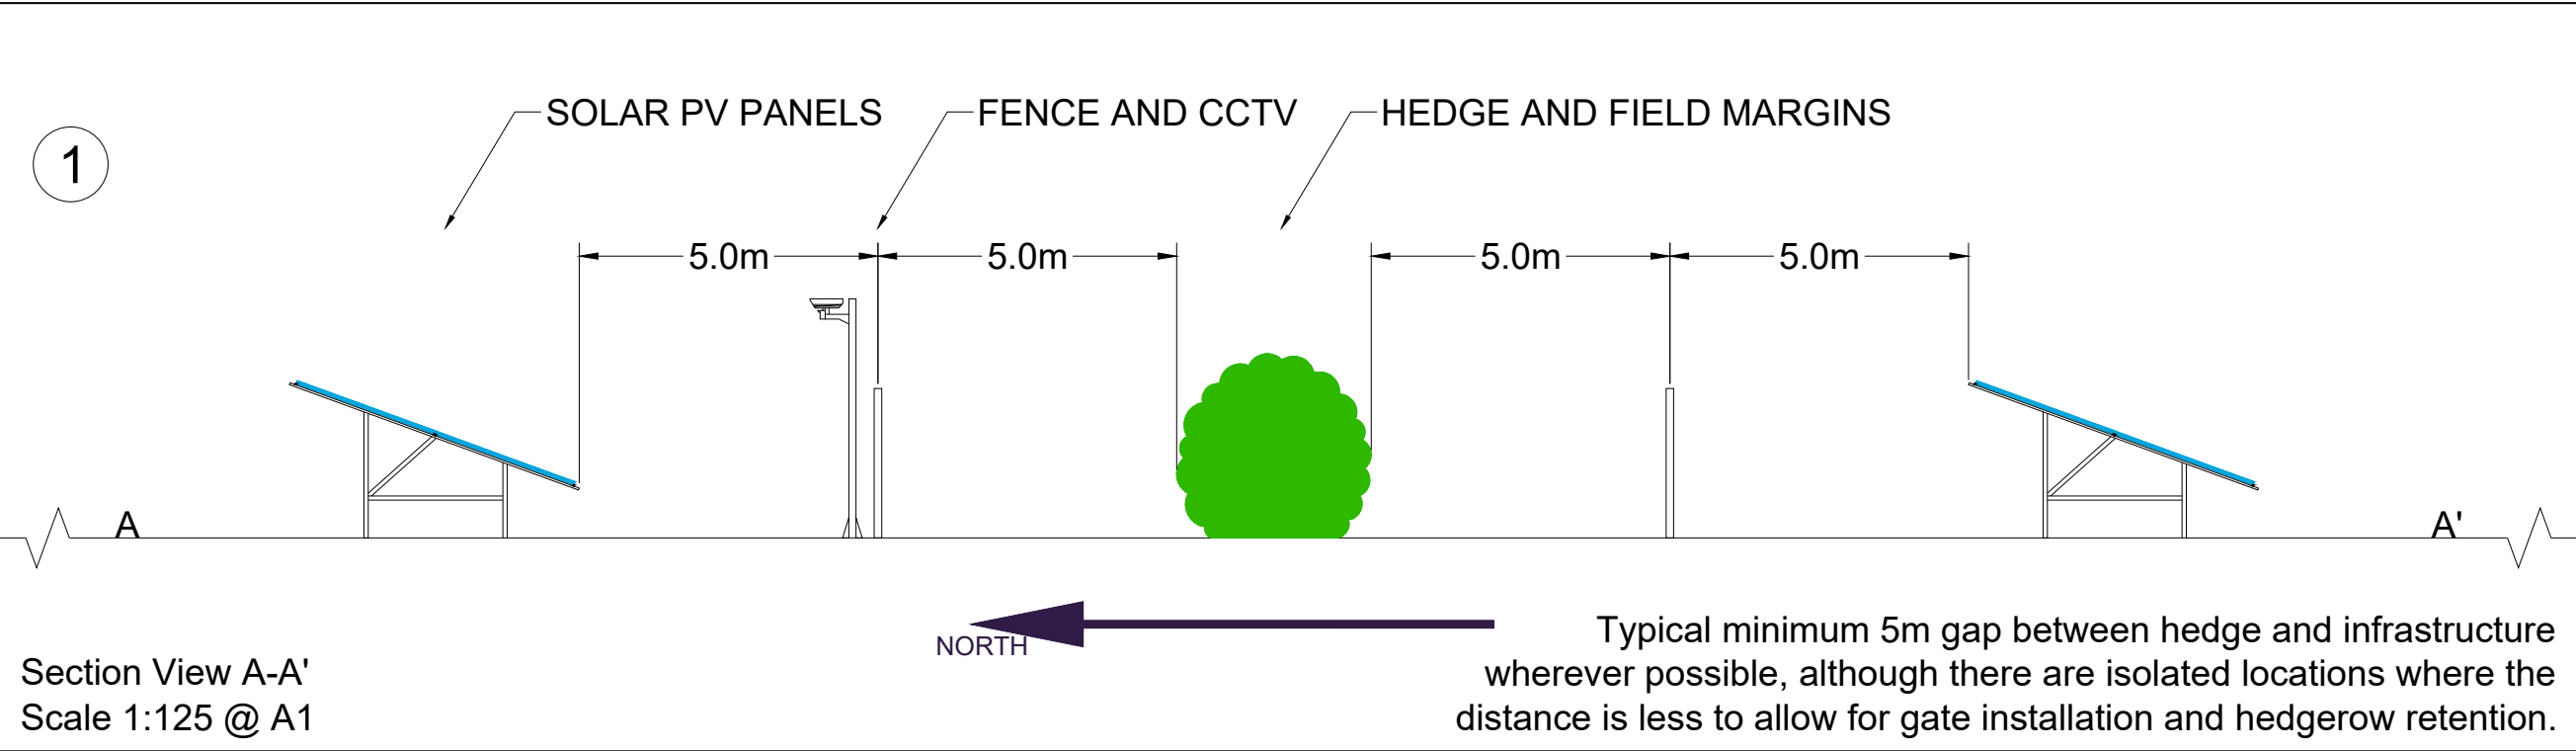 1
SOLAR PV PANELS
FENCE AND CCTV
HEDGE AND FIELD MARGINS
5.0m
5.0m
5.0m
5.0m
A
A'
NORTH
Section View A-A'
Scale 1:125 @ A1
Typical minimum 5m gap between hedge and infrastructure
wherever possible, although there are isolated locations where the
distance is less to allow for gate installation and hedgerow retention.